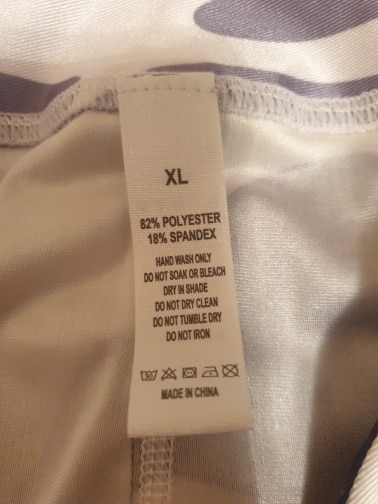 XL
82% POLYESTER
18% SPANDEX
HAND WASH ONLY
DO NOT SOAK OR BLEACH
DRY IN SHADE
DO NOT DRY CLEAN
DO NOT TUMBLE DRY
DO NOT IRON
MADE IN CHINA